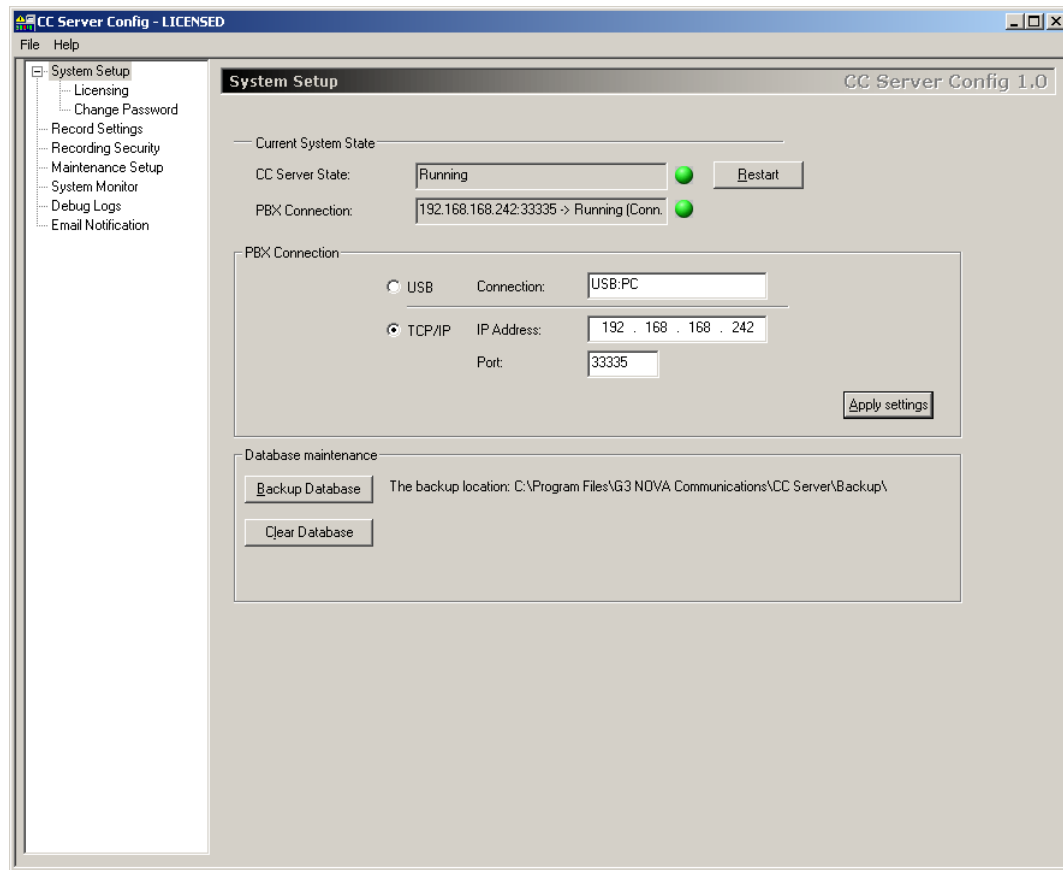 CC Server Config - LICENSED
File Help
System Setup
Licensing
Change Password
Record Settings
Recording Security
Maintenance Setup
System Monitor
Debug Logs
Email Notification
System Setup CC Server Config 1.0
Current System State
CC Server State: Running Restart
PBX Connection: 192.168.168.242:33335 -> Running (Conn.
PBX Connection
USB Connection: USB:PC
TCP/IP IP Address: 192 . 168 . 168 . 242
Port: 33335
Apply settings
Database maintenance
Backup Database The backup location: C:\Program Files\G3 NOVA Communications\CC Server\Backup\
Clear Database